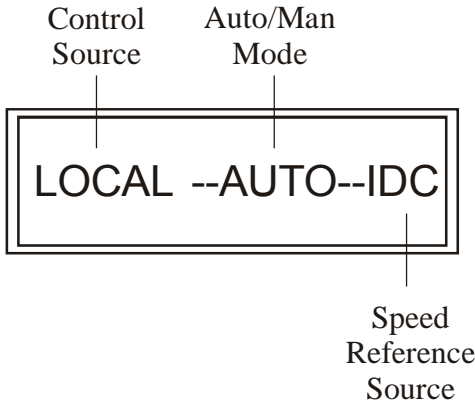 Control
Source
Auto/Man
Mode
LOCAL --AUTO--IDC
Speed
Reference
Source